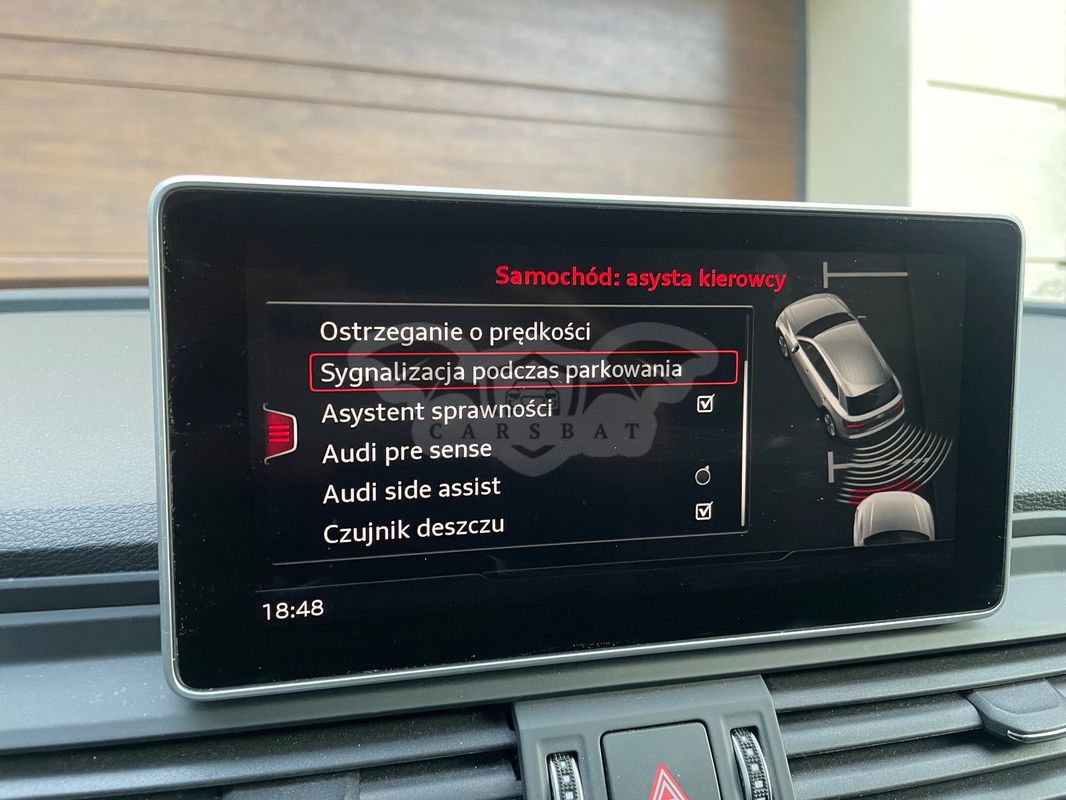 Samochód: asysta kierowcy
Ostrzeganie o prędkości
Sygnalizacja podczas parkowania
Asystent sprawności
CARSBAT
Audi pre sense
Audi side assist
Czujnik deszczu
18:48